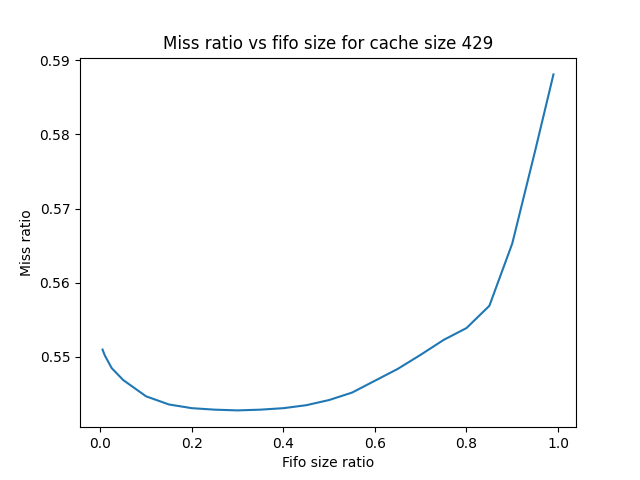 Miss ratio vs fifo size for cache size 429
0.59
0.58
0.57
0.56
0.55
Miss ratio
0.0 0.2 0.4 0.6 0.8 1.0
Fifo size ratio